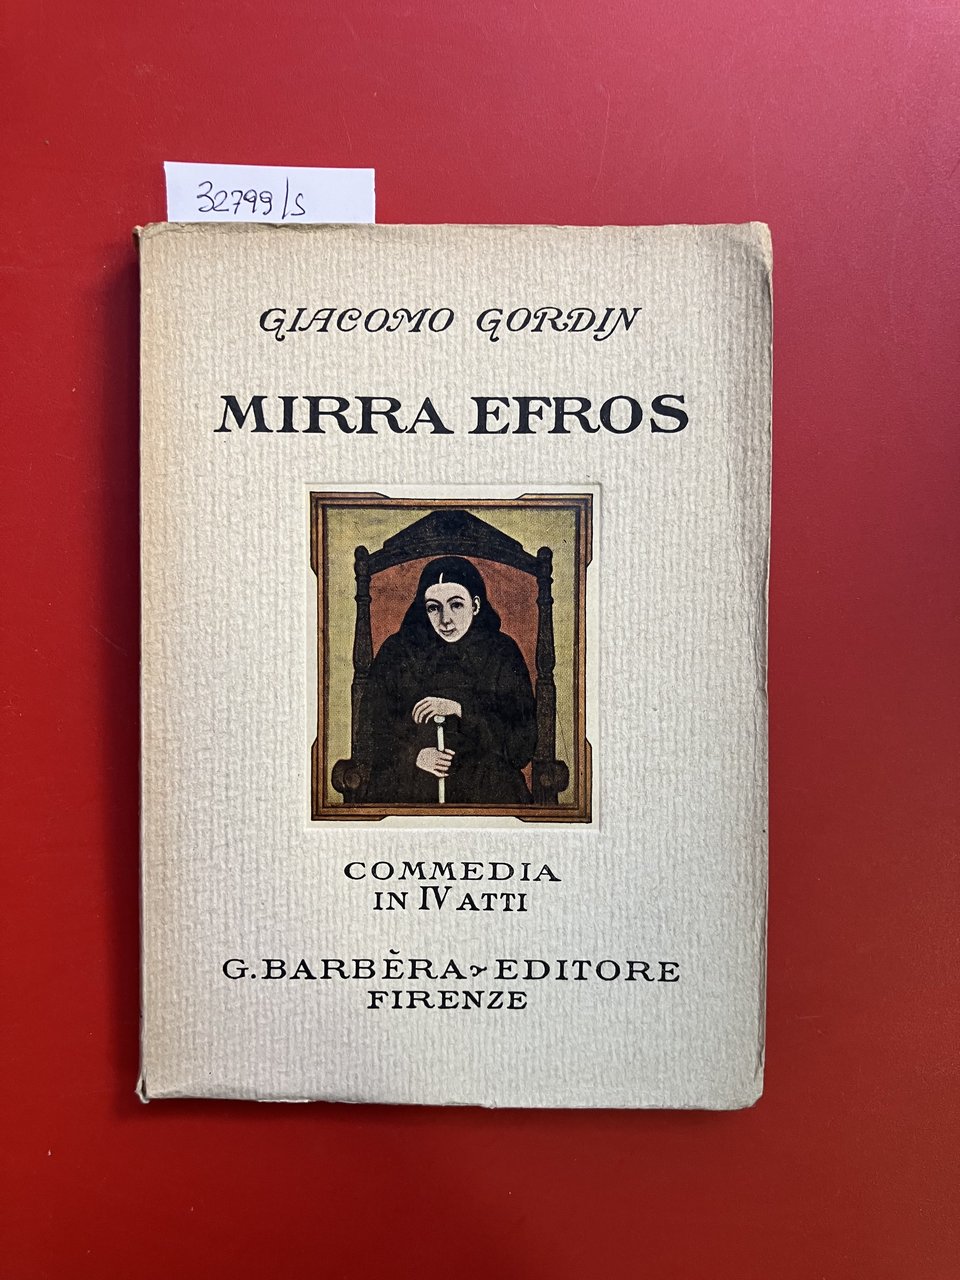 32799/s
GIACOMO GORDIN
MIRRA EFROS
COMMEDIA
IN IV ATTI
G. BARBÈRA EDITORE
FIRENZE